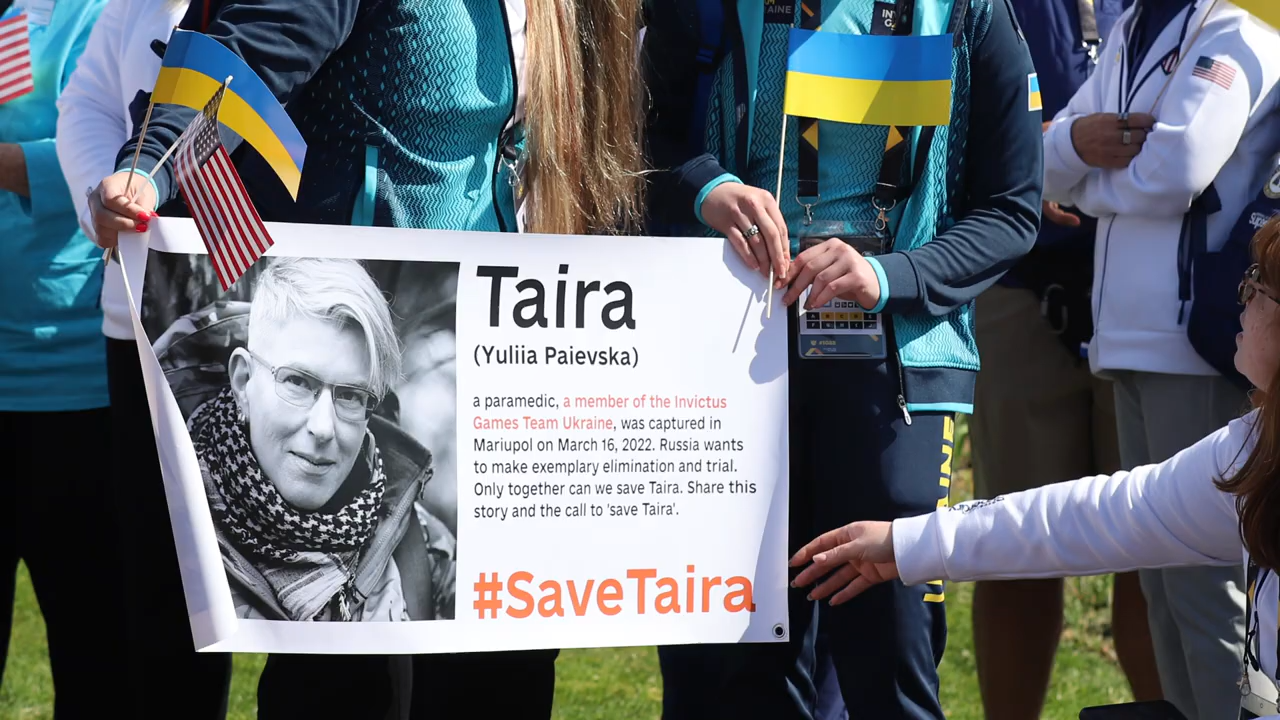 Taira
(Yuliia Paievska)
a paramedic, a member of the Invictus
Games Team Ukraine, was captured in
Mariupol on March 16, 2022. Russia wants
to make exemplary elimination and trial.
Only together can we save Taira. Share this
story and the call to 'save Taira'.
#SaveTaira